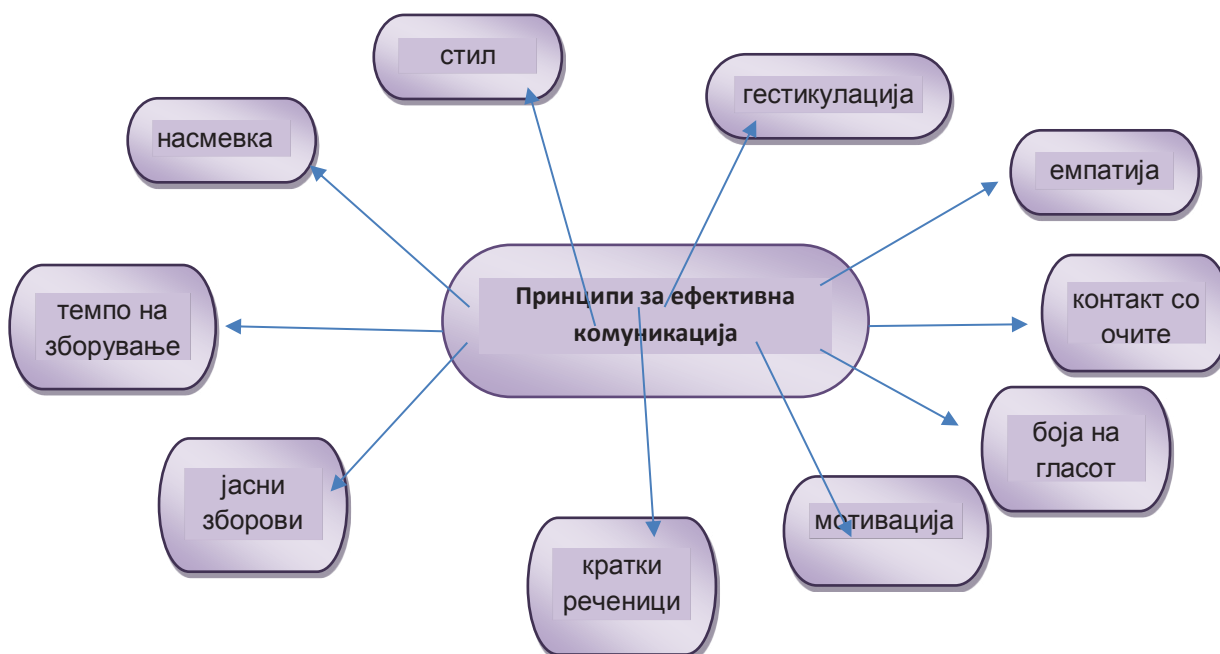 стил
гестикулација
насмевка
емпатија
Принципи за ефективна
комуникација
темпо на
зборување
контакт со
очите
боја на
гласот
јасни
зборови
мотивација
кратки
реченици